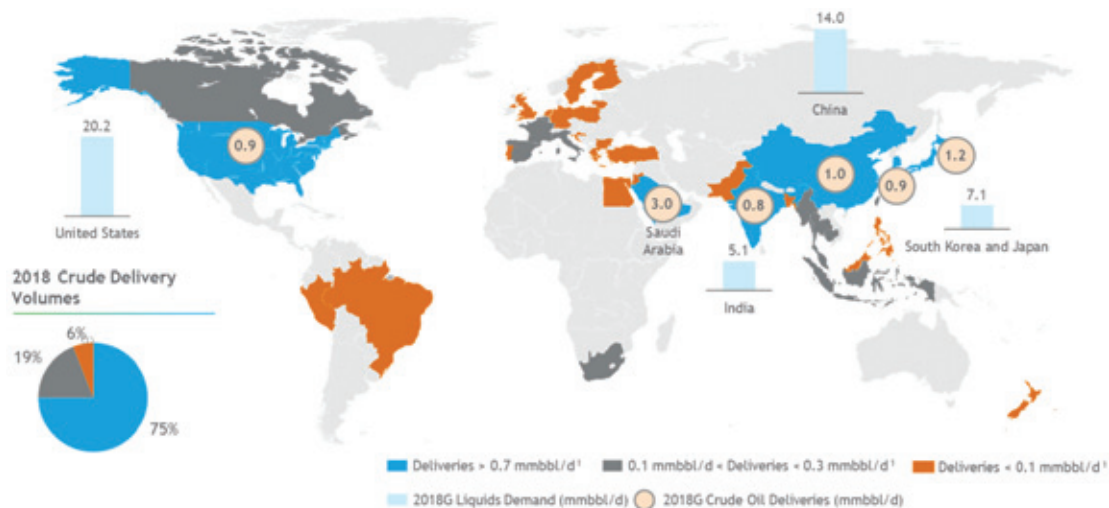 14.0
China
20.2
United States
0.9
1.0
1.2
0.9
0.8
3.0
Saudi
Arabia
7.1
South Korea and Japan
5.1
India
2018 Crude Delivery
Volumes
6%
19%
75%
Deliveries > 0.7 mmbbl/d¹
0.1 mmbbl/d < Deliveries < 0.3 mmbbl/d¹
Deliveries < 0.1 mmbbl/d¹
2018G Liquids Demand (mmbbl/d)
2018G Crude Oil Deliveries (mmbbl/d)